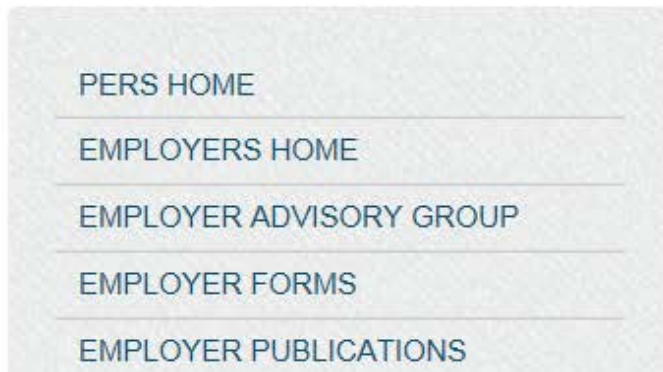 PERS HOME
EMPLOYERS HOME
EMPLOYER ADVISORY GROUP
EMPLOYER FORMS
EMPLOYER PUBLICATIONS